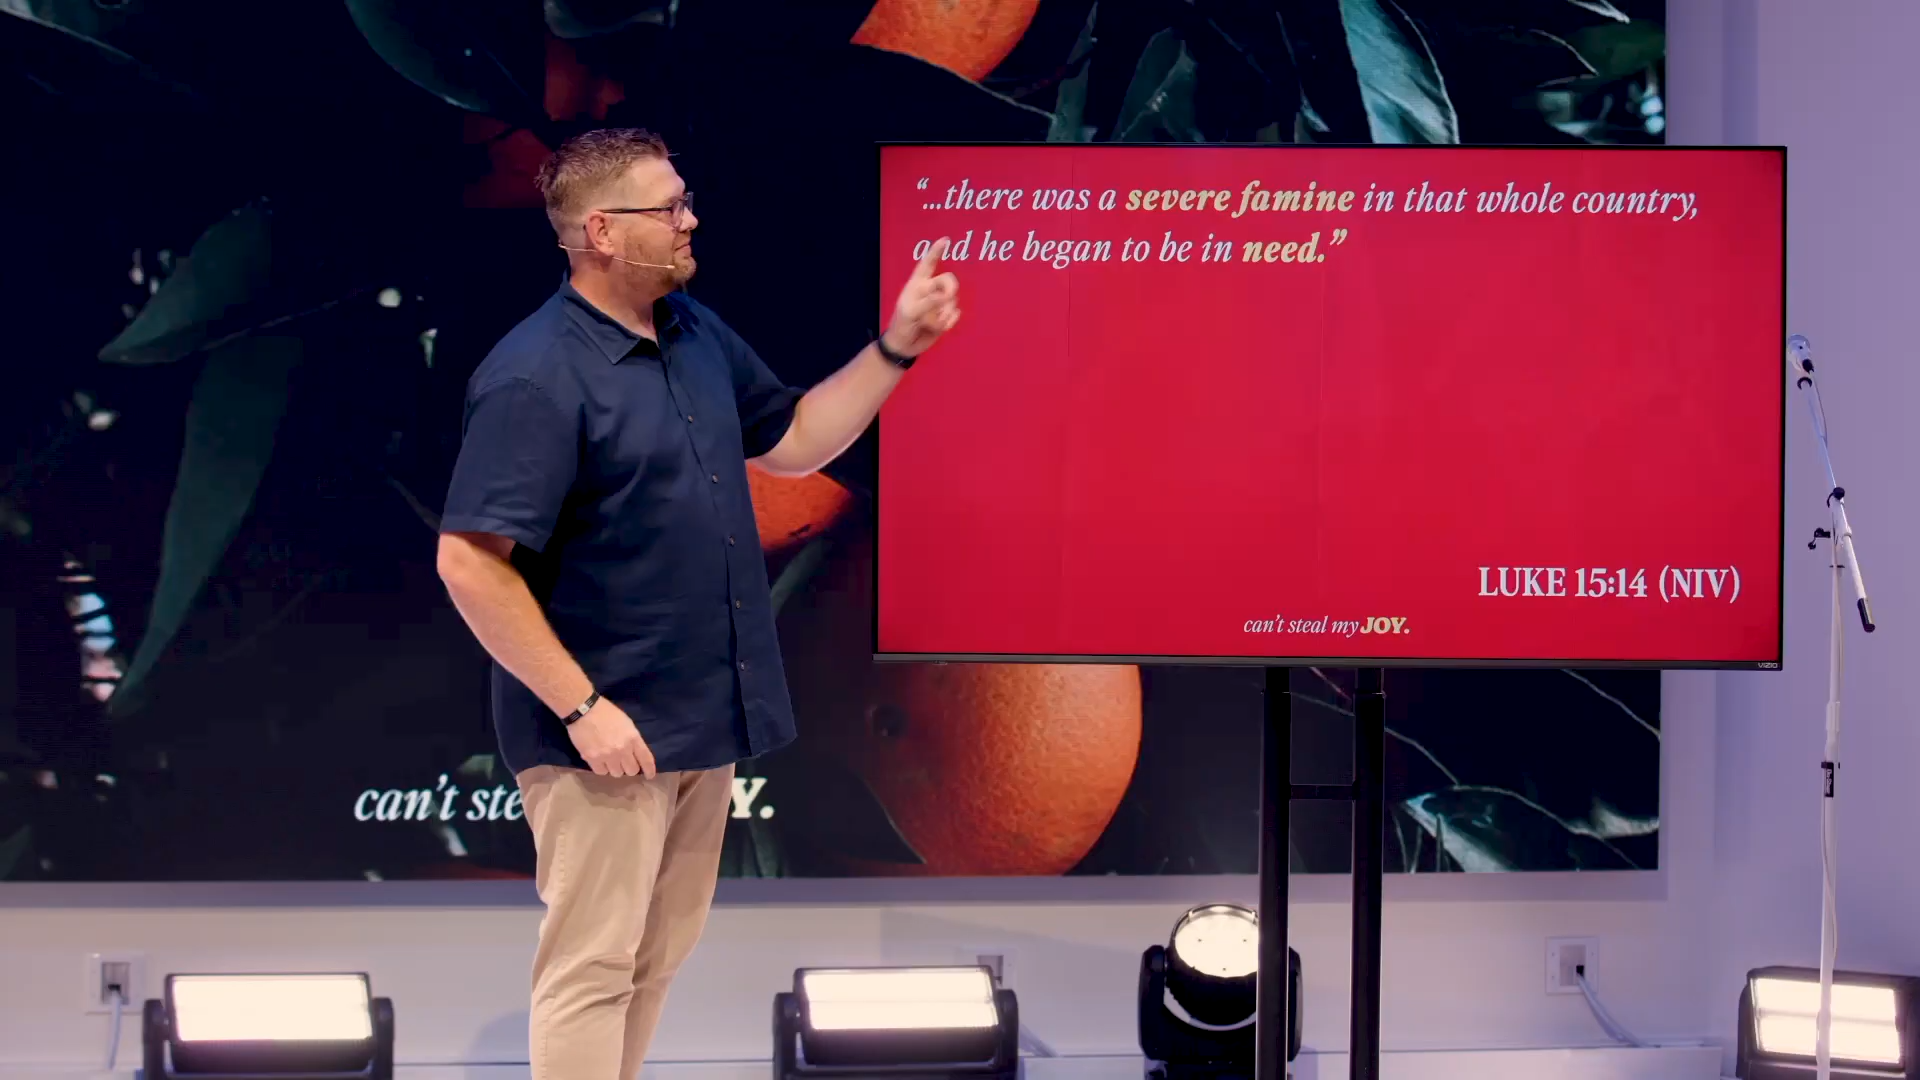 “...there was a severe famine in that whole country,
and he began to be in need.”
LUKE 15:14 (NIV)
can't steal my JOY.
VIZIO
can't ste
Y.